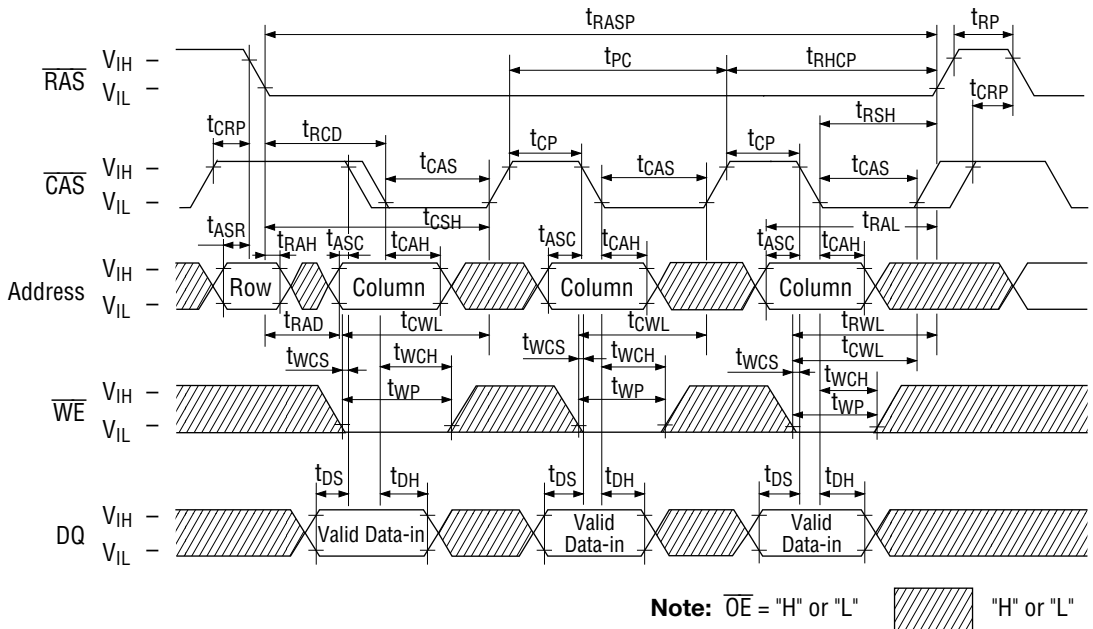 tRASP tRP
RAS VIH –
VIL –
tPC tRHCP
tCRP tRCD tRSH tCRP
CAS VIH –
VIL –
tCAS tCP tCAS tCP tCAS
tCSH tRAL
tASR tRAH tASC tCAH tASC tCAH tASC tCAH
Address VIH –
VIL –
Row Column Column Column
tRAD tCWL tCWL tRWL
tCWL
tWCS tWCH tWCS tWCH tWCS tWCH
WE VIH –
VIL –
tWP tWP tWP
tDS tDH tDS tDH tDS tDH
DQ VIH –
VIL –
Valid Data-in Valid Data-in Valid Data-in
Note: OE = "H" or "L" "H" or "L"